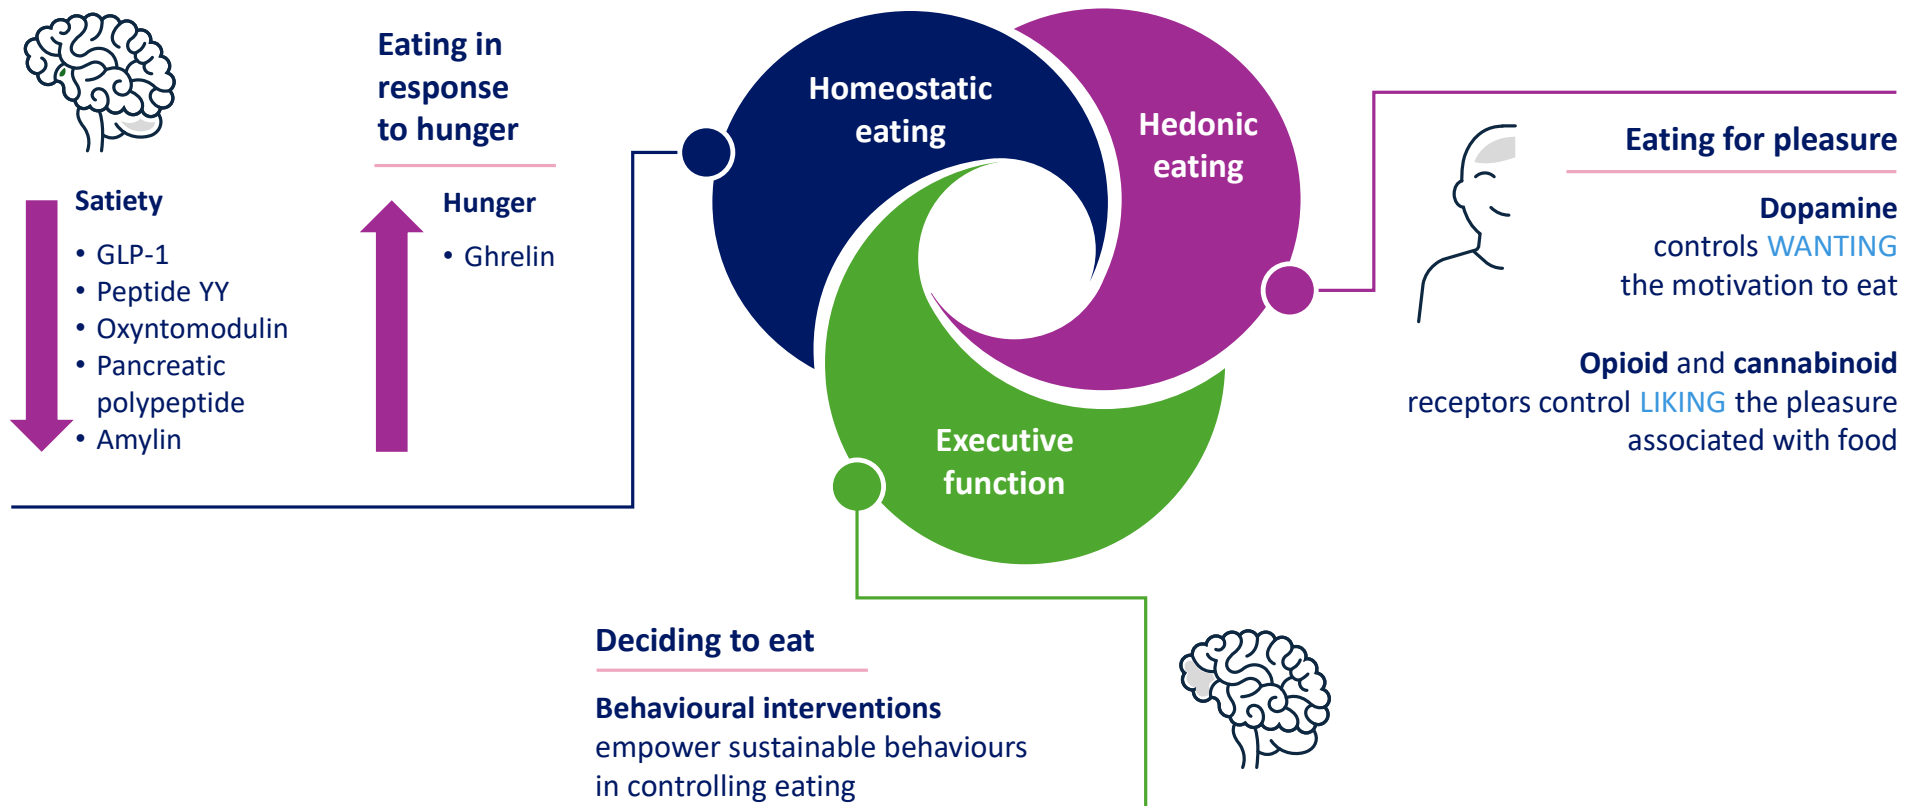 Eating in
response
to hunger
Satiety
• GLP-1
• Peptide YY
• Oxyntomodulin
• Pancreatic
polypeptide
• Amylin
Hunger
• Ghrelin
Homeostatic
eating
Hedonic
eating
Executive
function
Eating for pleasure
Dopamine
controls WANTING
the motivation to eat
Opioid and cannabinoid
receptors control LIKING the pleasure
associated with food
Deciding to eat
Behavioural interventions
empower sustainable behaviours
in controlling eating